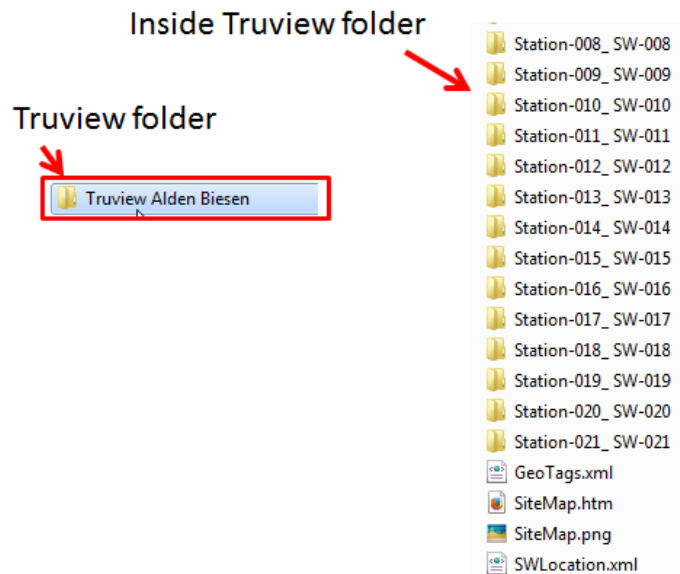 Inside Truview folder
Truview folder
Truview Alden Biesen
Station-008_ SW-008
Station-009_ SW-009
Station-010_ SW-010
Station-011_ SW-011
Station-012_ SW-012
Station-013_ SW-013
Station-014_ SW-014
Station-015_ SW-015
Station-016_ SW-016
Station-017_ SW-017
Station-018_ SW-018
Station-019_ SW-019
Station-020_ SW-020
Station-021_ SW-021
GeoTags.xml
SiteMap.htm
SiteMap.png
SWLocation.xml